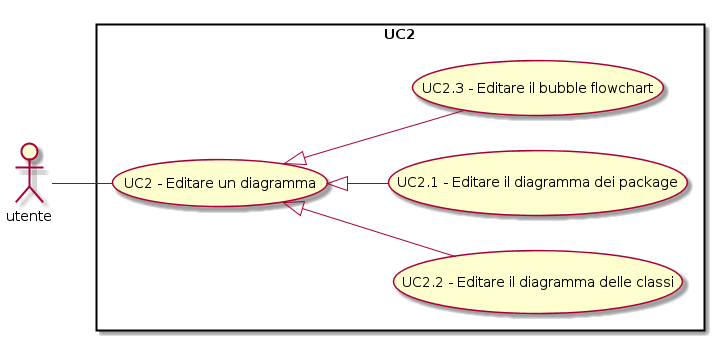 UC2
UC2.3 - Editare il bubble flowchart
UC2 - Editare un diagramma
UC2.1 - Editare il diagramma dei package
utente
UC2.2 - Editare il diagramma delle classi